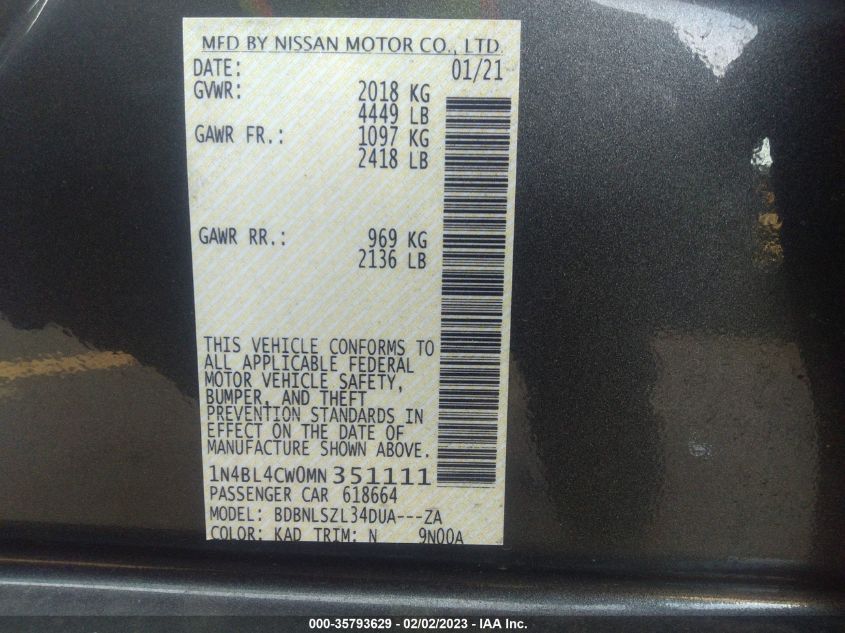 MFD BY NISSAN MOTOR CO., LTD.
DATE: 01/21
GVWR: 2018 KG
4449 LB
GAWR FR.: 1097 KG
2418 LB
GAWR RR.: 969 KG
2136 LB
THIS VEHICLE CONFORMS TO
ALL APPLICABLE FEDERAL
MOTOR VEHICLE SAFETY,
BUMPER, AND THEFT
PREVENTION STANDARDS IN
EFFECT ON THE DATE OF
MANUFACTURE SHOWN ABOVE.
1N4BL4CW0MN351111
PASSENGER CAR 618664
MODEL: BDBNLSZL34DUA---ZA
COLOR: KAD TRIM: N 9N00A
000-35793629 - 02/02/2023 - IAA Inc.